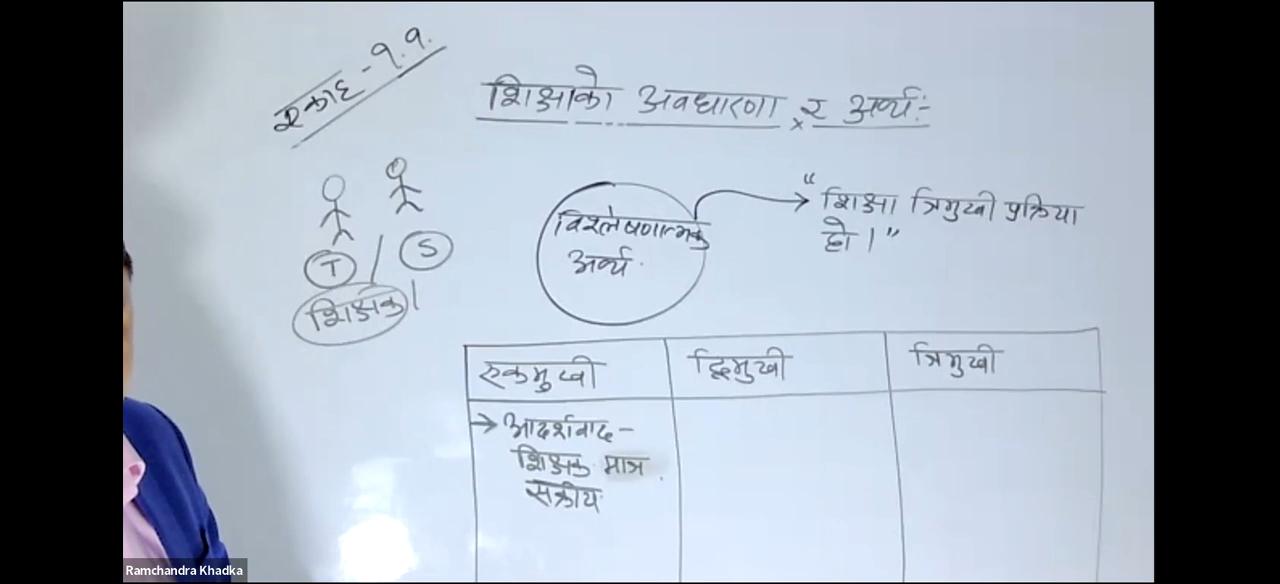 एकाइ - १.१.
शिक्षाको अवधारणा र अर्थ:-
विश्लेषणात्मक
अर्थ.
“शिक्षा त्रिमुखी प्रक्रिया
हो।”
T / S
शिक्षक।
एकमुखी द्विमुखी त्रिमुखी
→ आदर्शवाद -
शिक्षक मात्र
सक्रीय
Ramchandra Khadka